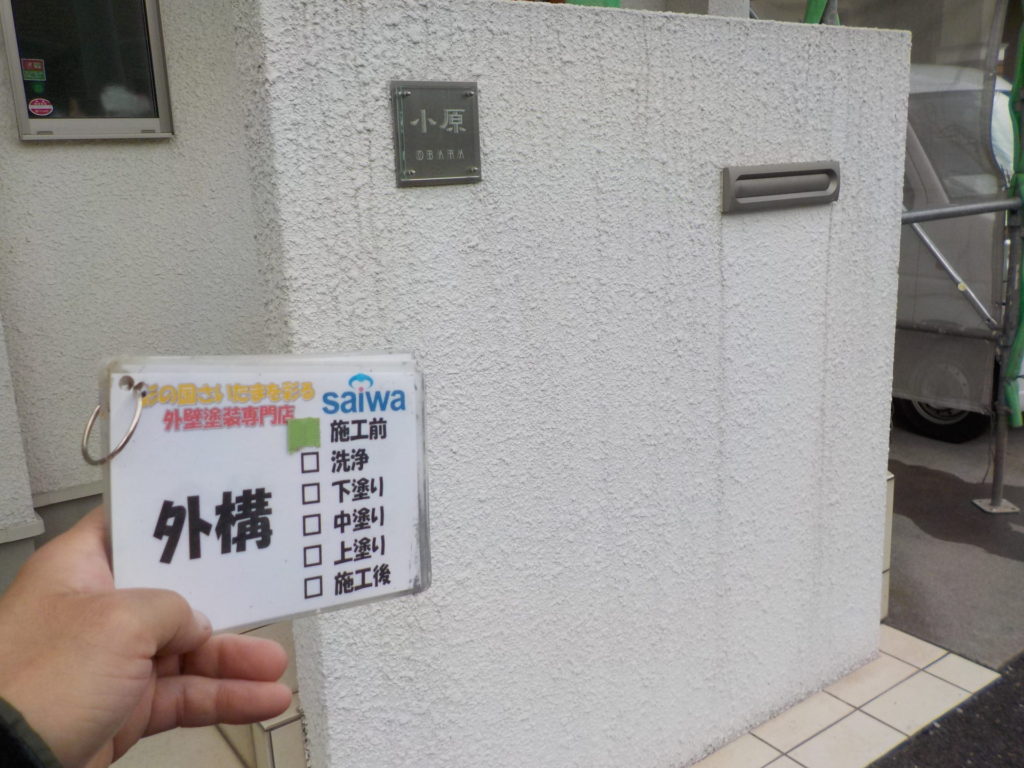 小原
OBARA
彩の国さいたまを彩る
外壁塗装専門店
saiwa
外構
施工前
洗浄
下塗り
中塗り
上塗り
施工後